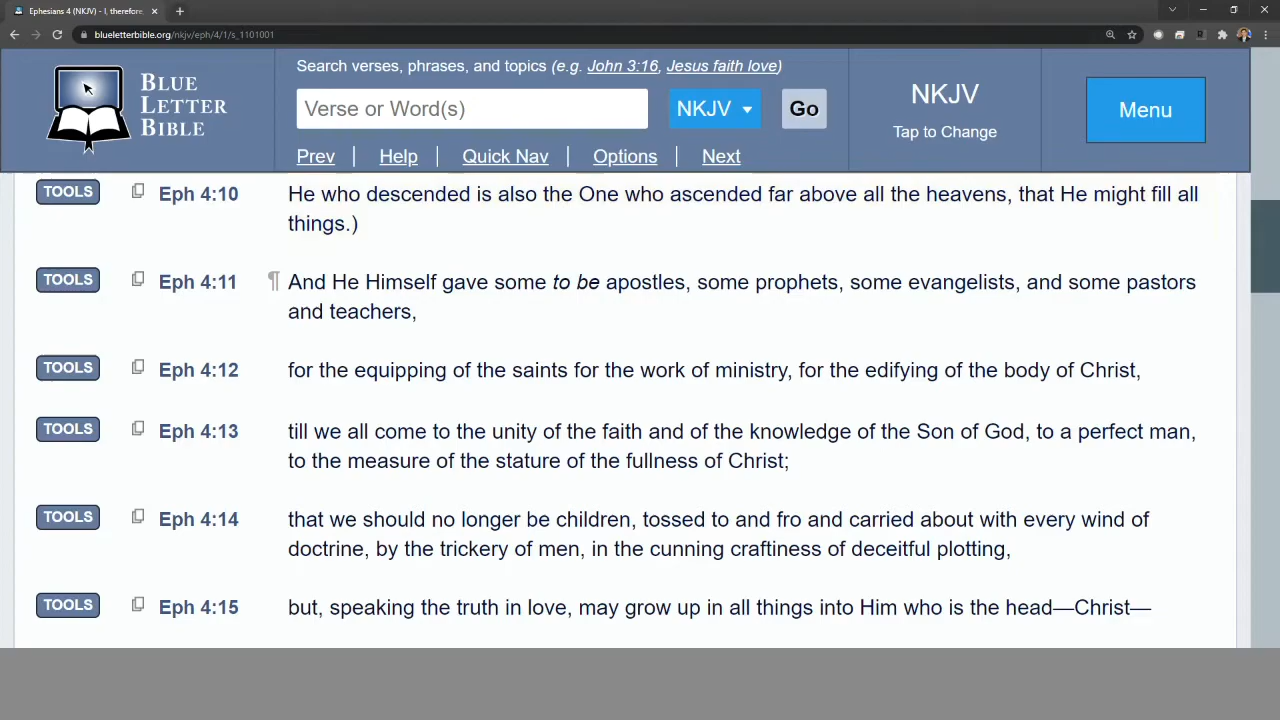 Ephesians 4 (NKJV) - I, therefore,
blueletterbible.org/nkjv/eph/4/1/s_1101001
BLUE
LETTER
BIBLE
Search verses, phrases, and topics (e.g. John 3:16, Jesus faith love)
Verse or Word(s)
NKJV
Go
Prev | Help | Quick Nav | Options | Next
NKJV
Tap to Change
Menu
TOOLS Eph 4:10 He who descended is also the One who ascended far above all the heavens, that He might fill all
things.)
TOOLS Eph 4:11 ¶ And He Himself gave some to be apostles, some prophets, some evangelists, and some pastors
and teachers,
TOOLS Eph 4:12 for the equipping of the saints for the work of ministry, for the edifying of the body of Christ,
TOOLS Eph 4:13 till we all come to the unity of the faith and of the knowledge of the Son of God, to a perfect man,
to the measure of the stature of the fullness of Christ;
TOOLS Eph 4:14 that we should no longer be children, tossed to and fro and carried about with every wind of
doctrine, by the trickery of men, in the cunning craftiness of deceitful plotting,
TOOLS Eph 4:15 but, speaking the truth in love, may grow up in all things into Him who is the head—Christ—